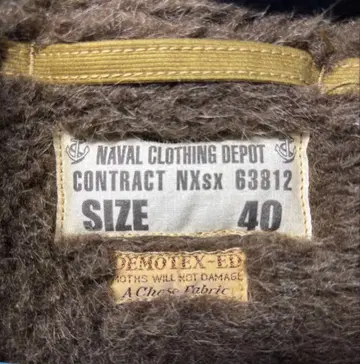 NAVAL CLOTHING DEPOT
CONTRACT NXsx 63812
SIZE 40
DEMOTEX-ED
MOTHS WILL NOT DAMAGE
A Chase Fabric